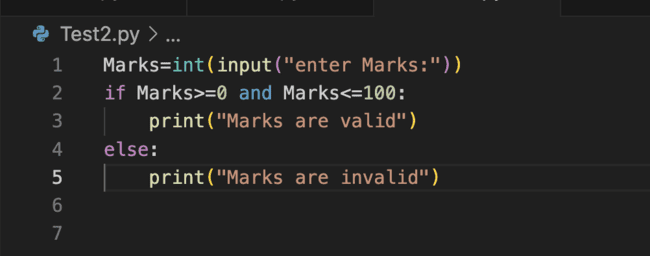 Test2.py > ...
1 Marks=int(input("enter Marks:"))
2 if Marks>=0 and Marks<=100:
3     print("Marks are valid")
4 else:
5     print("Marks are invalid")
6
7